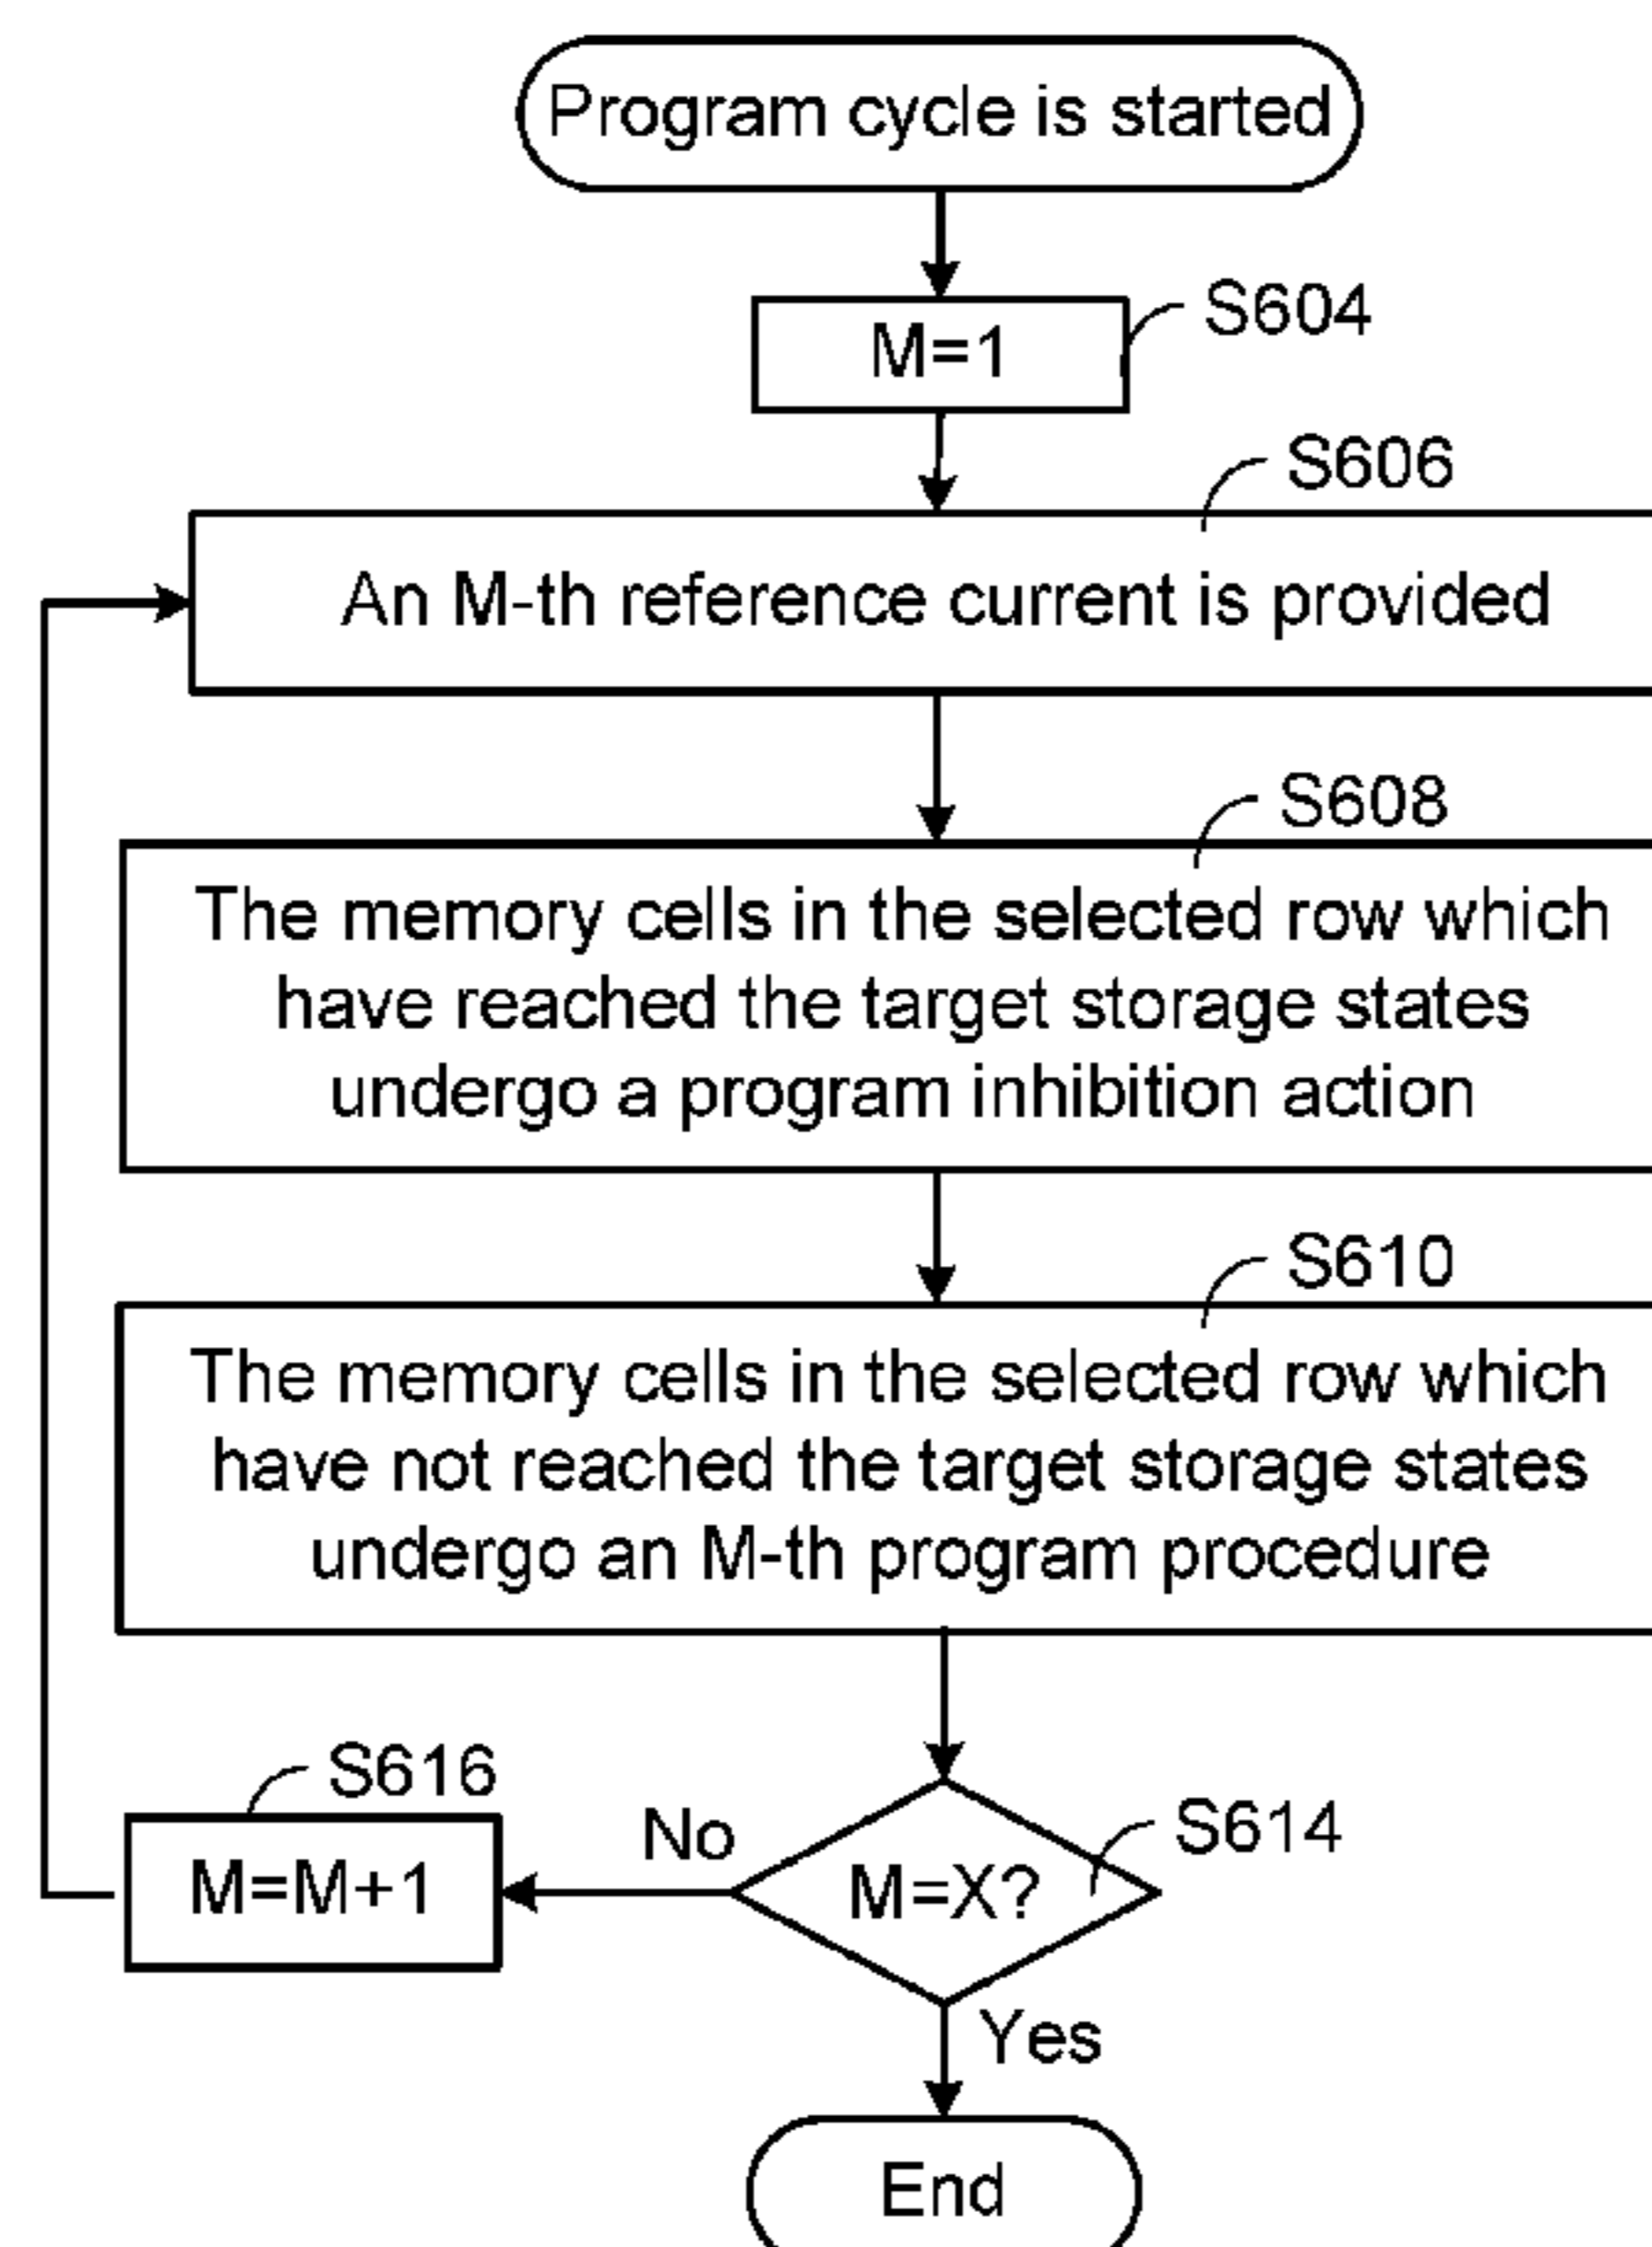 Program cycle is started
S604
M=1
S606
An M-th reference current is provided
S608
The memory cells in the selected row which
have reached the target storage states
undergo a program inhibition action
S610
The memory cells in the selected row which
have not reached the target storage states
undergo an M-th program procedure
S616
No
S614
M=M+1
M=X?
Yes
End